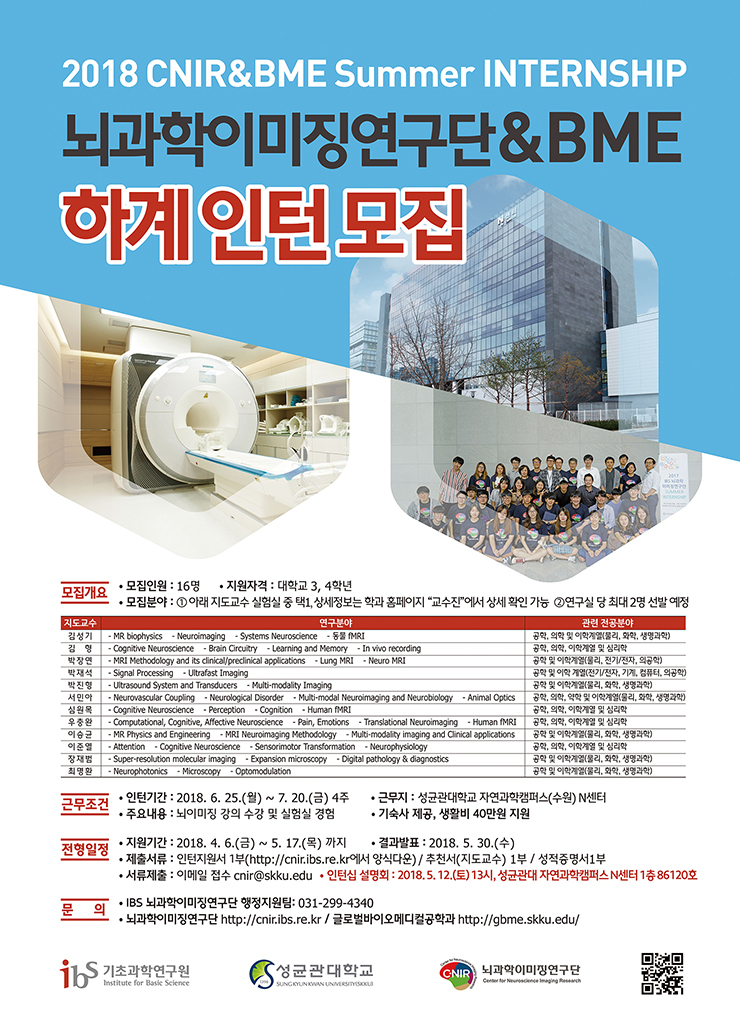 2018 CNIR&BME Summer INTERNSHIP
뇌과학이미징연구단&BME
하계 인턴 모집
2017
IBS 뇌과학
이미징연구단
SUMMER
INTERNSHIP
모집개요
• 모집인원 : 16명 • 지원자격 : 대학교 3, 4학년
• 모집분야 : ① 아래 지도교수 실험실 중 택1, 상세정보는 학과 홈페이지 “교수진”에서 상세 확인 가능 ②연구실 당 최대 2명 선발 예정
지도교수 연구분야 관련 전공분야
김성기 - MR biophysics - Neuroimaging - Systems Neuroscience - 동물 fMRI 공학, 의학 및 이학계열(물리, 화학, 생명과학)
김 형 - Cognitive Neuroscience - Brain Circuitry - Learning and Memory - In vivo recording 공학, 의학, 이학계열 및 심리학
박장연 - MRI Methodology and its clinical/preclinical applications - Lung MRI - Neuro MRI 공학 및 이학계열(물리, 전기/전자, 의공학)
박재석 - Signal Processing - Ultrafast Imaging 공학 및 이학 계열(전기/전자, 기계, 컴퓨터, 의공학)
박진형 - Ultrasound System and Transducers - Multi-modality Imaging 공학 및 이학계열(물리, 화학, 생명과학)
서민아 - Neurovascular Coupling - Neurological Disorder - Multi-modal Neuroimaging and Neurobiology - Animal Optics 공학, 의학, 약학 및 이학계열(물리, 화학, 생명과학)
심원목 - Cognitive Neuroscience - Perception - Cognition - Human fMRI 공학, 의학, 이학계열 및 심리학
우충완 - Computational, Cognitive, Affective Neuroscience - Pain, Emotions - Translational Neuroimaging - Human fMRI 공학, 의학, 이학계열 및 심리학
이승균 - MR Physics and Engineering - MRI Neuroimaging Methodology - Multi-modality imaging and Clinical applications 공학 및 이학계열(물리, 화학, 생명과학)
이준열 - Attention - Cognitive Neuroscience - Sensorimotor Transformation - Neurophysiology 공학, 의학, 이학계열 및 심리학
장재범 - Super-resolution molecular imaging - Expansion microscopy - Digital pathology & diagnostics 공학 및 이학계열(물리, 화학, 생명과학)
최명환 - Neurophotonics - Microscopy - Optomodulation 공학 및 이학계열(물리, 화학, 생명과학)
근무조건
• 인턴기간 : 2018. 6. 25.(월) ~ 7. 20.(금) 4주 • 근무지 : 성균관대학교 자연과학캠퍼스(수원) N센터
• 주요내용 : 뇌이미징 강의 수강 및 실험실 경험 • 기숙사 제공, 생활비 40만원 지원
전형일정
• 지원기간 : 2018. 4. 6.(금) ~ 5. 17.(목) 까지 • 결과발표 : 2018. 5. 30.(수)
• 제출서류 : 인턴지원서 1부(http://cnir.ibs.re.kr에서 양식다운) / 추천서(지도교수) 1부 / 성적증명서1부
• 서류제출 : 이메일 접수 cnir@skku.edu • 인턴십 설명회 : 2018. 5. 12.(토) 13시, 성균관대 자연과학캠퍼스 N센터 1층 86120호
문 의
• IBS 뇌과학이미징연구단 행정지원팀: 031-299-4340
• 뇌과학이미징연구단 http://cnir.ibs.re.kr / 글로벌바이오메디컬공학과 http://gbme.skku.edu/
ibS 기초과학연구원
Institute for Basic Science
1398
성균관대학교
SUNG KYUN KWAN UNIVERSITY(SKKU)
CNIR
뇌과학이미징연구단
Center for Neuroscience Imaging Research